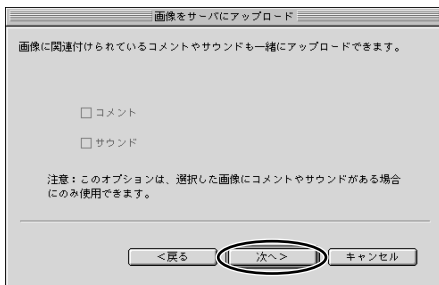 画像をサーバにアップロード
画像に関連付けられているコメントやサウンドも一緒にアップロードできます。
コメント
サウンド
注意：このオプションは、選択した画像にコメントやサウンドがある場合
にのみ使用できます。
<戻る
次へ>
キャンセル